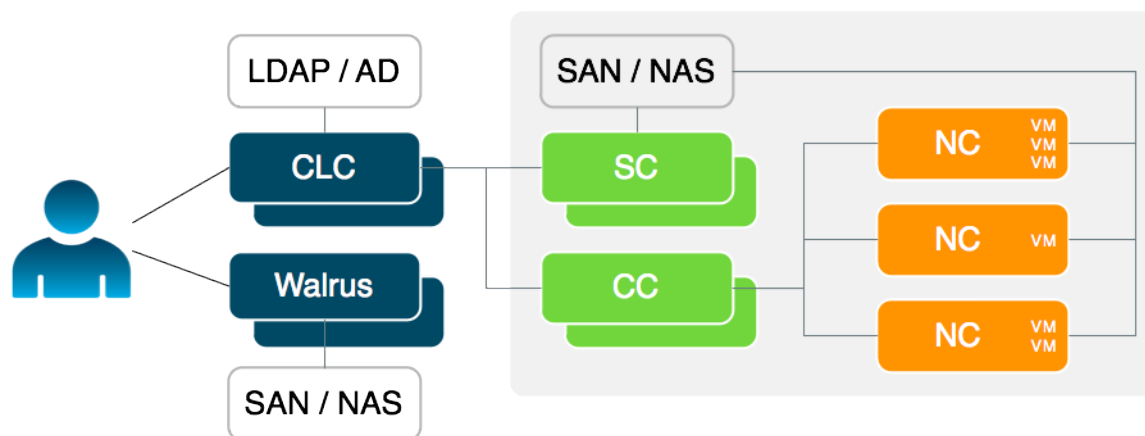 LDAP / AD
SAN / NAS
CLC
SC
NC
VM
VM
VM
NC
VM
Walrus
CC
NC
VM
VM
SAN / NAS